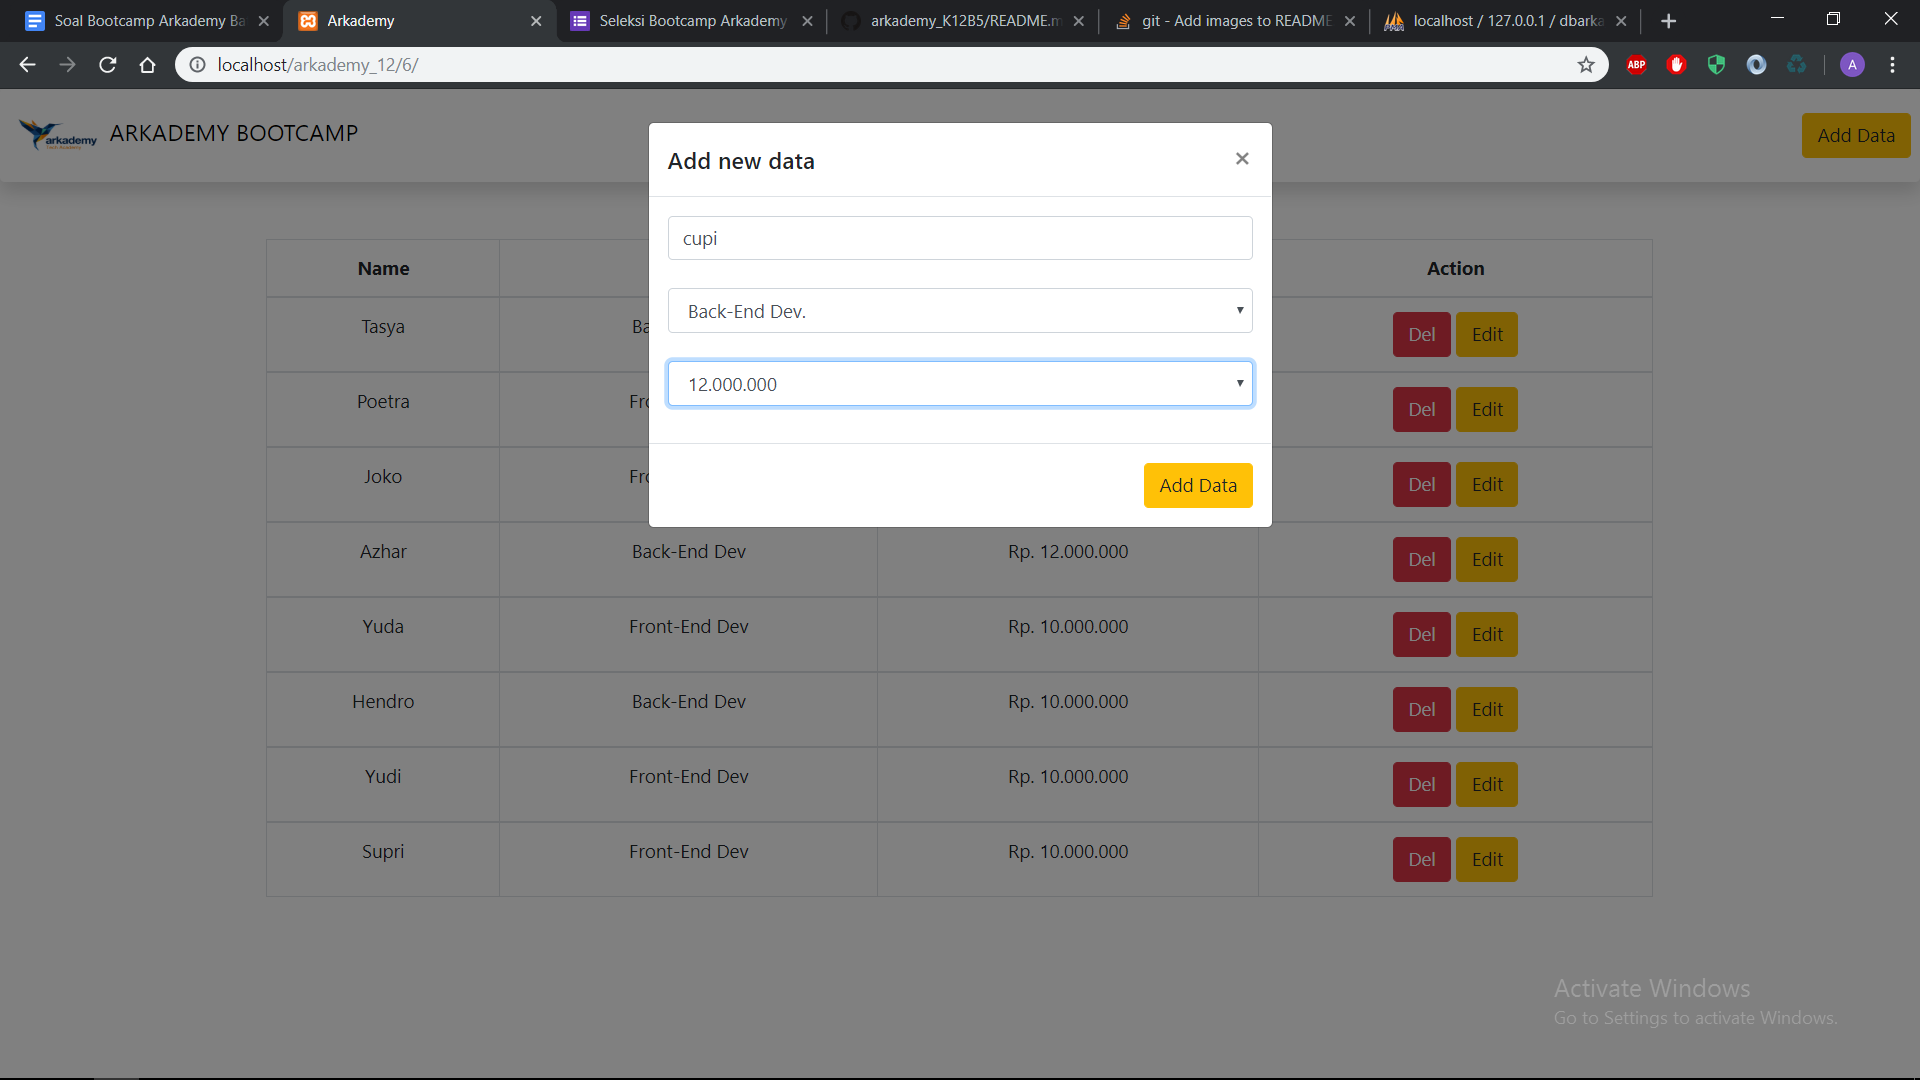 Soal Bootcamp Arkademy Ba
Arkademy
Seleksi Bootcamp Arkademy
arkademy_K12B5/README.m
git - Add images to README
localhost / 127.0.0.1 / dbarka
localhost/arkademy_12/6/
ABP
A
arkademy
ARKADEMY BOOTCAMP
Add Data
Add new data
cupi
Back-End Dev.
12.000.000
Add Data
Name Action
Tasya Ba Del Edit
Poetra Fro Del Edit
Joko Fro Del Edit
Azhar Back-End Dev Rp. 12.000.000 Del Edit
Yuda Front-End Dev Rp. 10.000.000 Del Edit
Hendro Back-End Dev Rp. 10.000.000 Del Edit
Yudi Front-End Dev Rp. 10.000.000 Del Edit
Supri Front-End Dev Rp. 10.000.000 Del Edit
Activate Windows
Go to Settings to activate Windows.